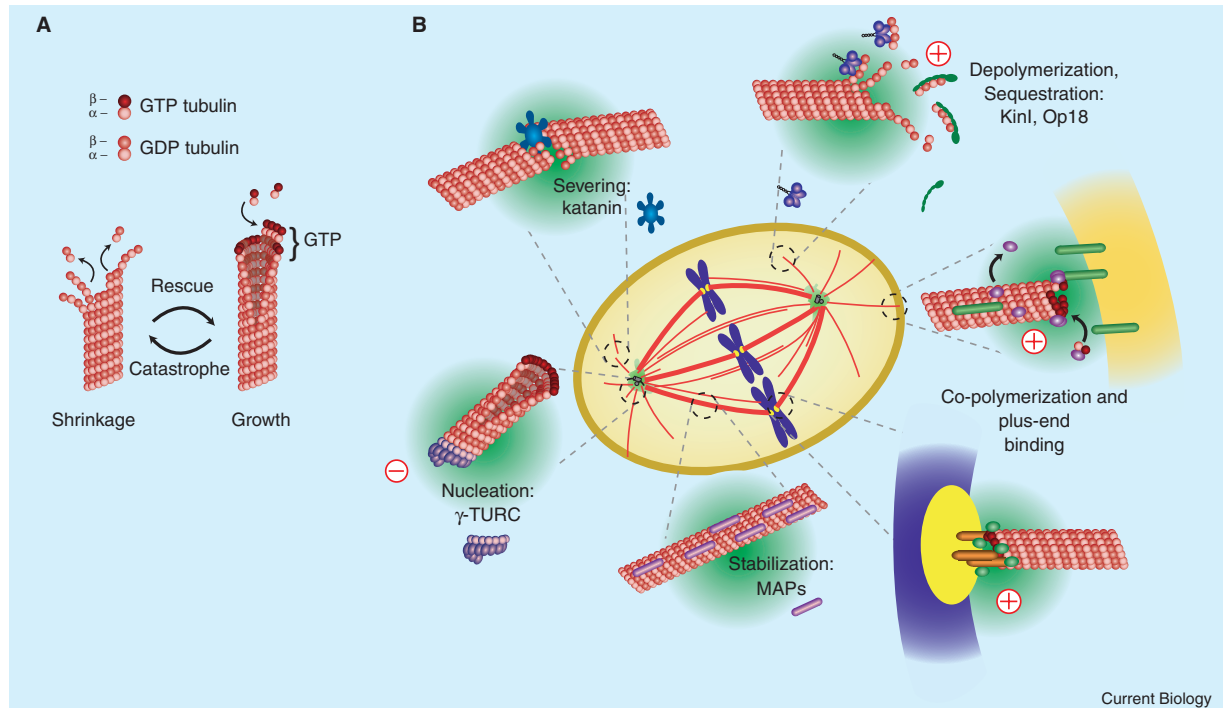 A
β –
α –
GTP tubulin
β –
α –
GDP tubulin
GTP
Rescue
Catastrophe
Shrinkage
Growth
B
Severing:
katanin
+
Depolymerization,
Sequestration:
KinI, Op18
+
Co-polymerization and
plus-end
binding
−
Nucleation:
γ-TURC
Stabilization:
MAPs
+
Current Biology